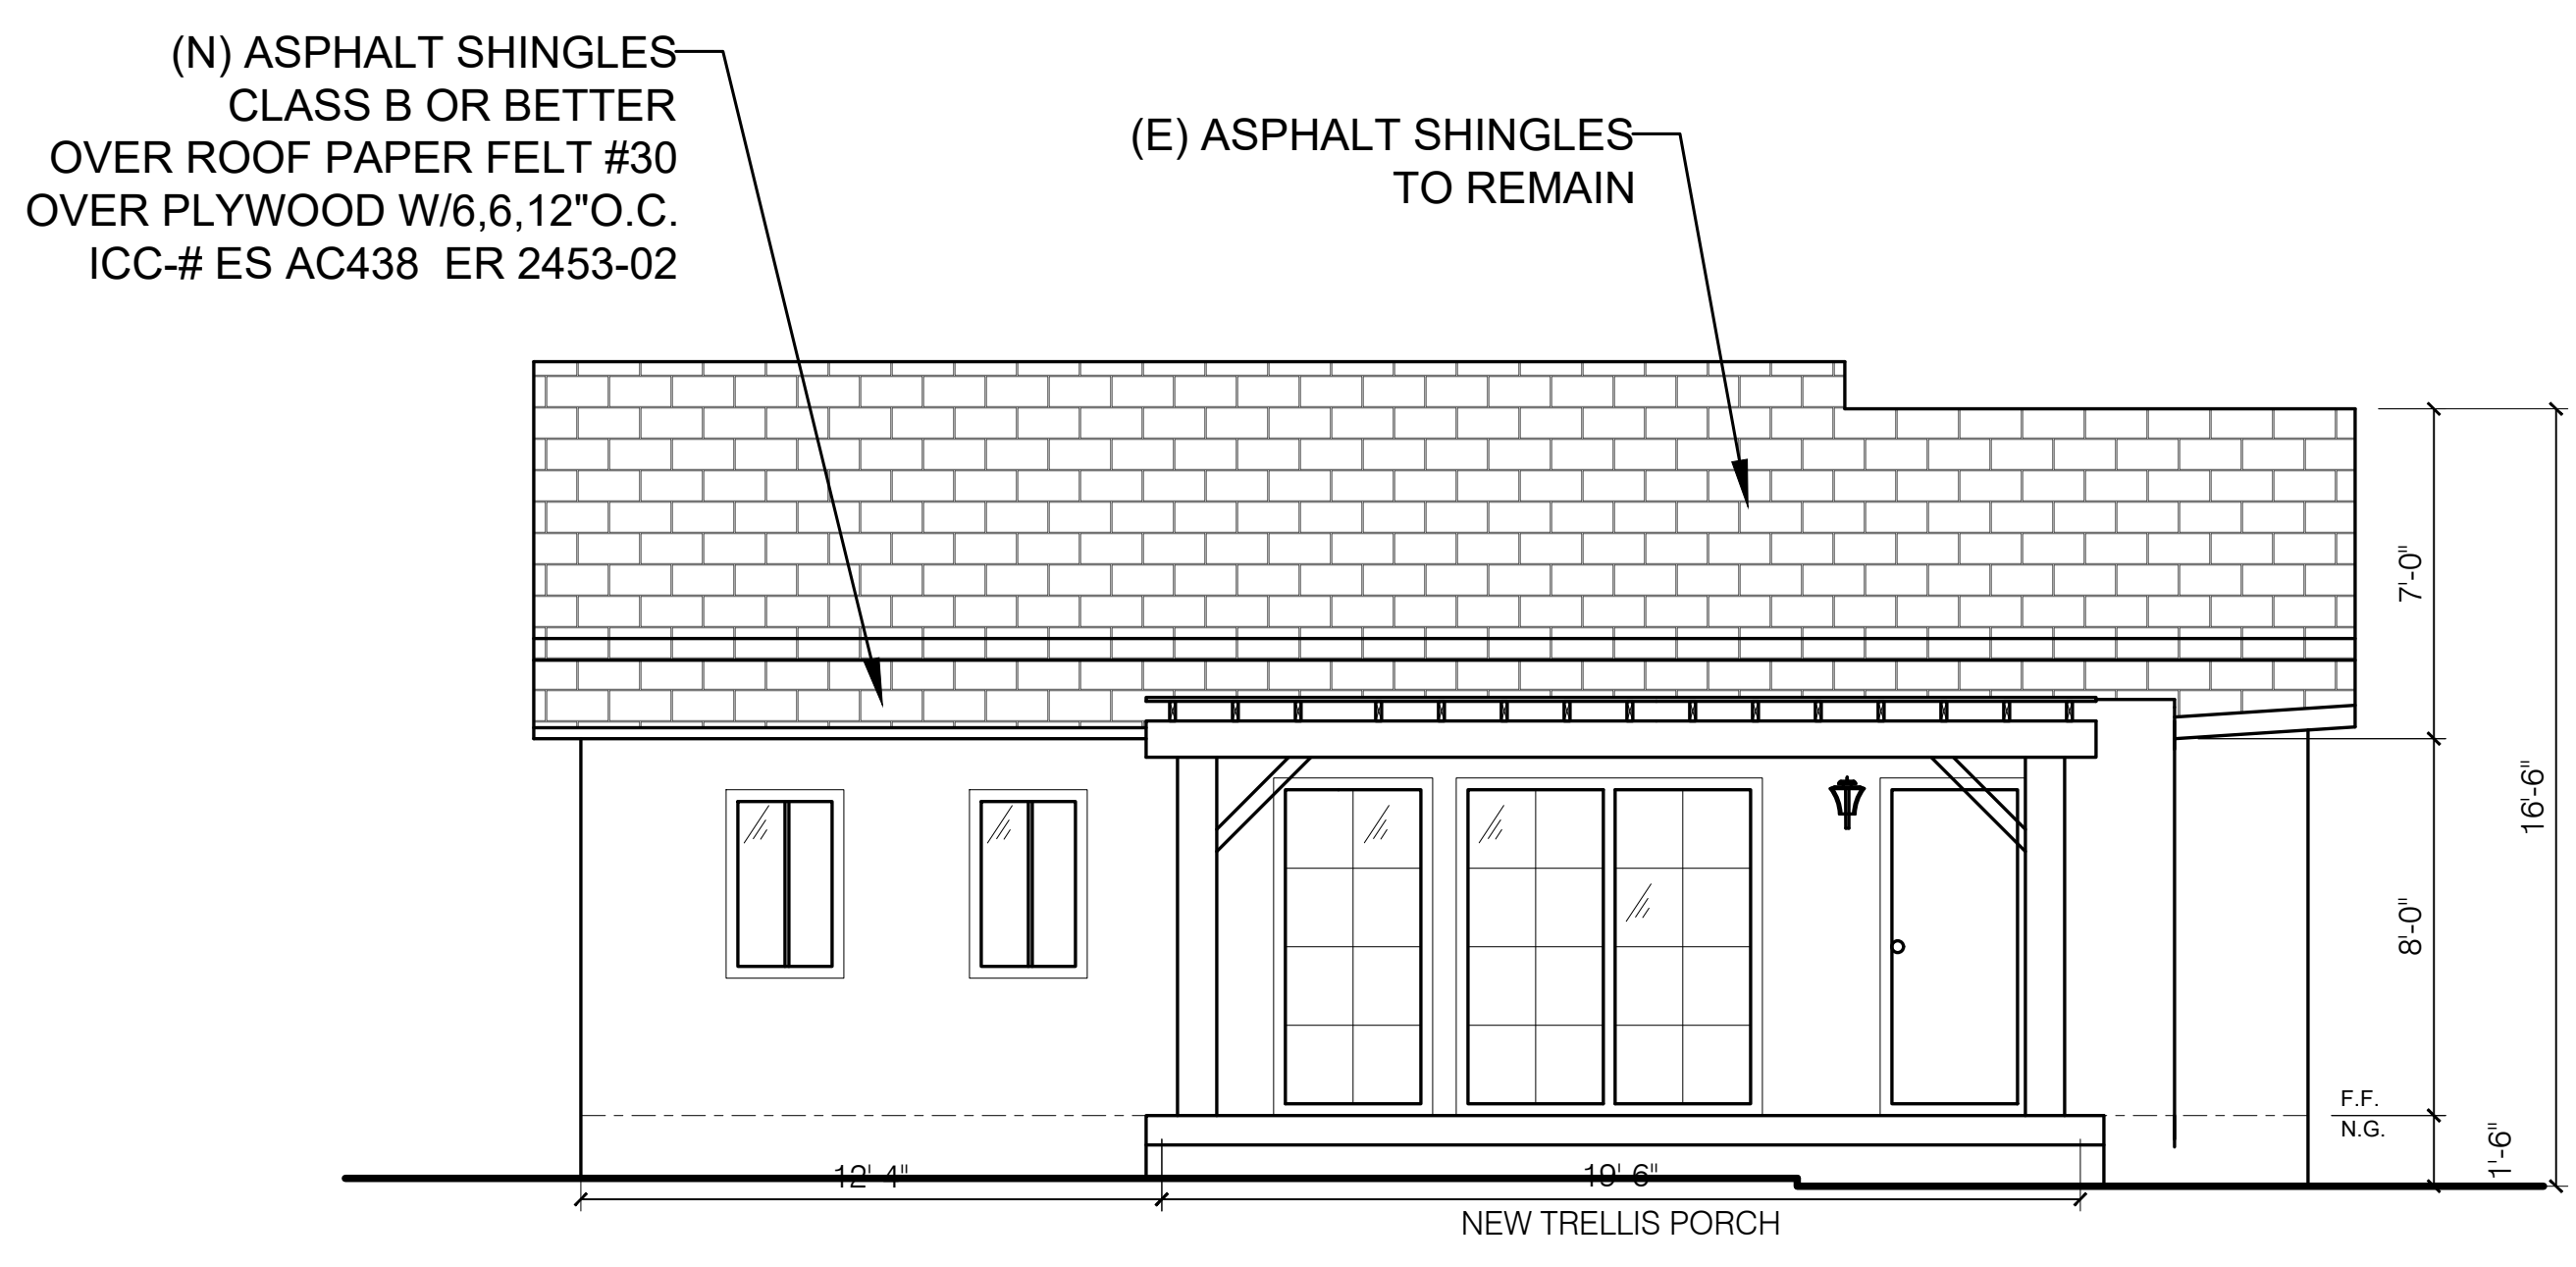 (N) ASPHALT SHINGLES
CLASS B OR BETTER
OVER ROOF PAPER FELT #30
OVER PLYWOOD W/6,6,12"O.C.
ICC-# ES AC438  ER 2453-02
(E) ASPHALT SHINGLES
TO REMAIN
7'-0"
16'-6"
8'-0"
F.F.
N.G.
1'-6"
12'-4"
19'-6"
NEW TRELLIS PORCH